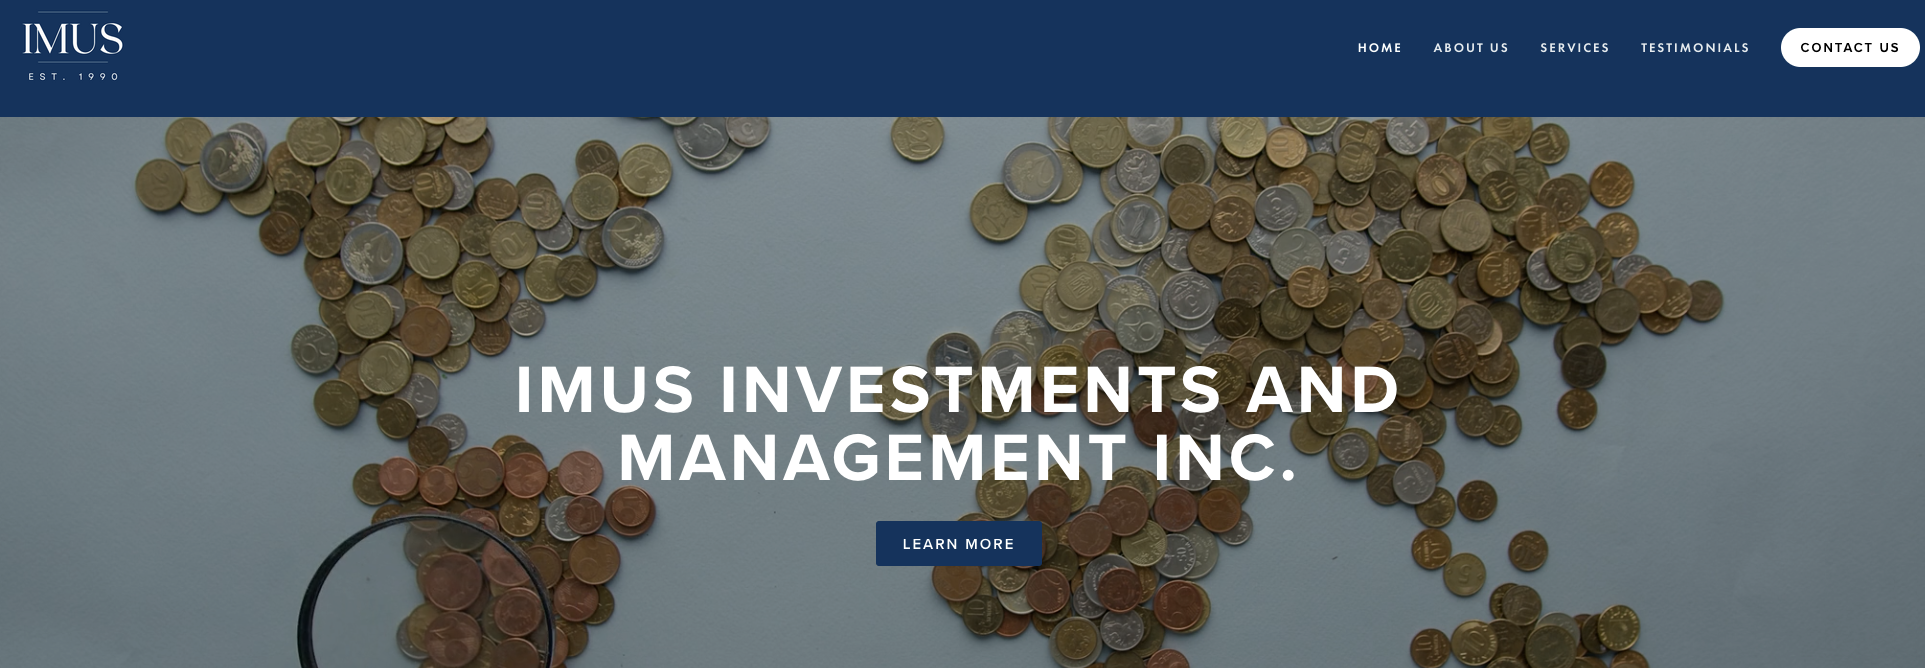 IMUS
EST. 1990
HOME
ABOUT US
SERVICES
TESTIMONIALS
CONTACT US
IMUS INVESTMENTS AND
MANAGEMENT INC.
LEARN MORE